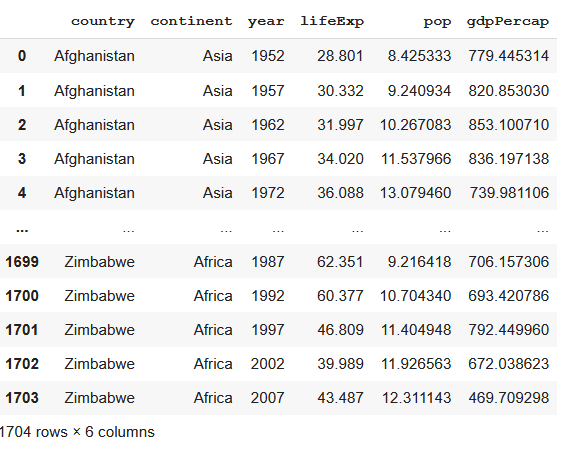 country continent year lifeExp pop gdpPercap
0 Afghanistan Asia 1952 28.801 8.425333 779.445314
1 Afghanistan Asia 1957 30.332 9.240934 820.853030
2 Afghanistan Asia 1962 31.997 10.267083 853.100710
3 Afghanistan Asia 1967 34.020 11.537966 836.197138
4 Afghanistan Asia 1972 36.088 13.079460 739.981106
... ... ... ... ... ... ...
1699 Zimbabwe Africa 1987 62.351 9.216418 706.157306
1700 Zimbabwe Africa 1992 60.377 10.704340 693.420786
1701 Zimbabwe Africa 1997 46.809 11.404948 792.449960
1702 Zimbabwe Africa 2002 39.989 11.926563 672.038623
1703 Zimbabwe Africa 2007 43.487 12.311143 469.709298
1704 rows × 6 columns